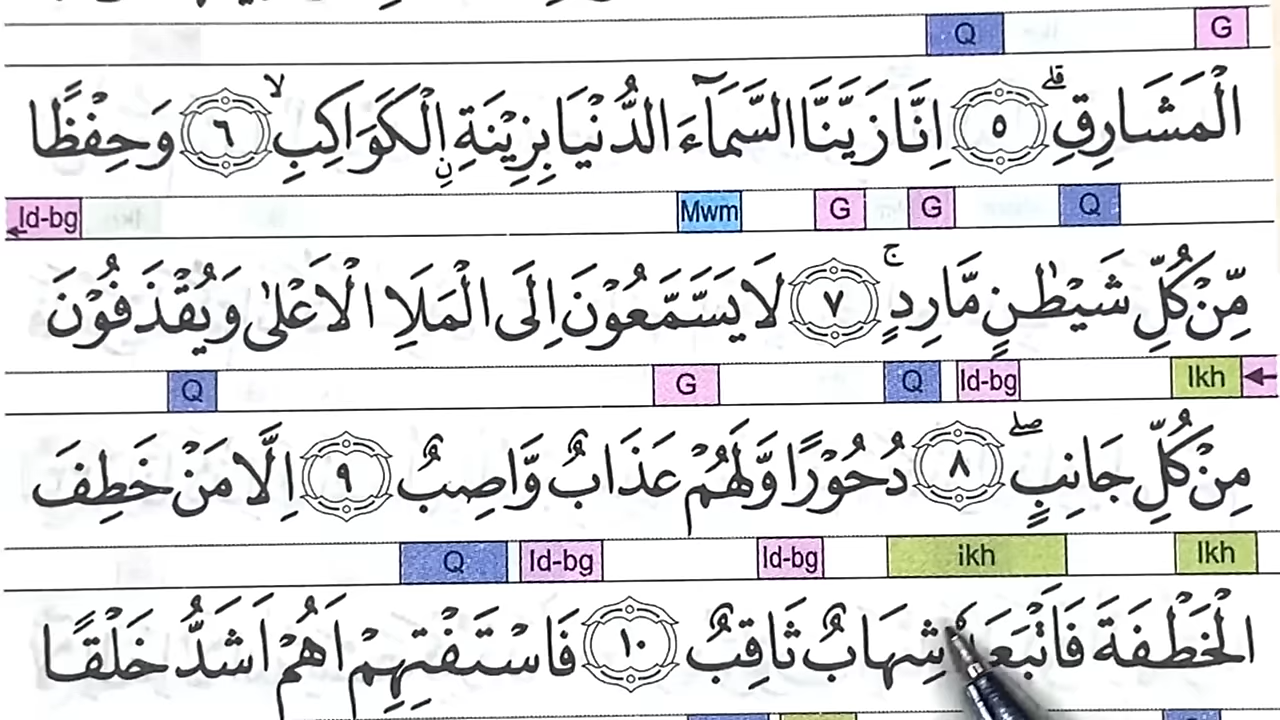 Q G
الْمَشَارِقِۗ ٥ اِنَّا زَيَّنَّا السَّمَاۤءَ الدُّنْيَا بِزِيْنَةِ ِۨالْكَوَاكِبِۙ ٦ وَحِفْظًا
Id-bg Mwm G G Q
مِّنْ كُلِّ شَيْطٰنٍ مَّارِدٍۚ ٧ لَا يَسَّمَّعُوْنَ اِلَى الْمَلَاِ الْاَعْلٰى وَيُقْذَفُوْنَ
Q G Q Id-bg Ikh
مِنْ كُلِّ جَانِبٍۖ ٨ دُحُوْرًا وَّلَهُمْ عَذَابٌ وَّاصِبٌ ٩ اِلَّا مَنْ خَطِفَ
Q Id-bg Id-bg ikh Ikh
الْخَطْفَةَ شِهَابٌ ثَاقِبٌ ١٠ فَاسْتَفْتِهِمْ اَهُمْ اَشَدُّ خَلْقًا